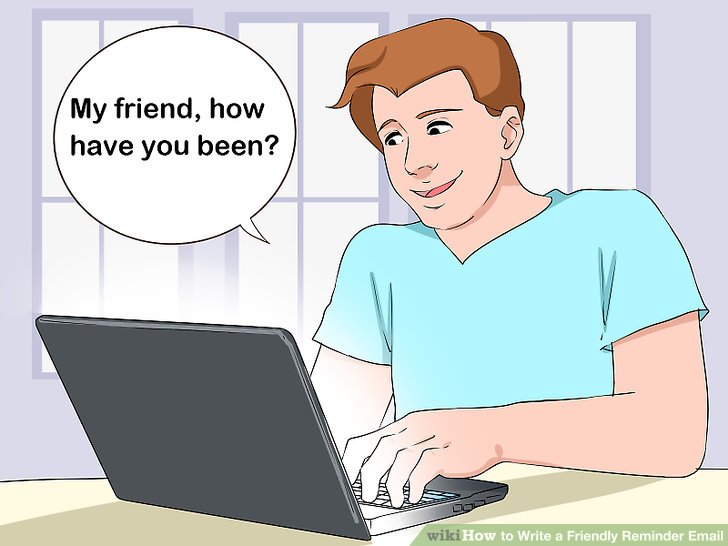 My friend, how
have you been?
wikiHow to Write a Friendly Reminder Email